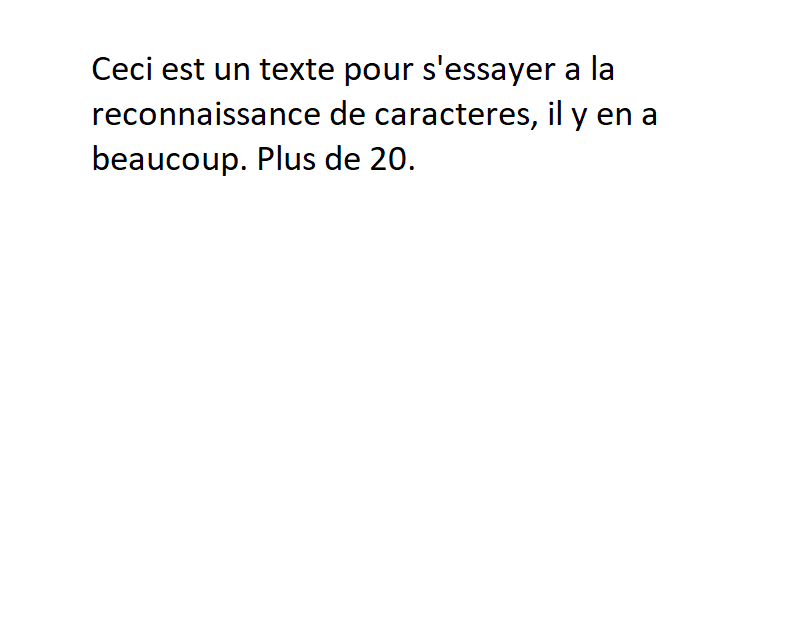 Ceci est un texte pour s'essayer a la
reconnaissance de caracteres, il y en a
beaucoup. Plus de 20.